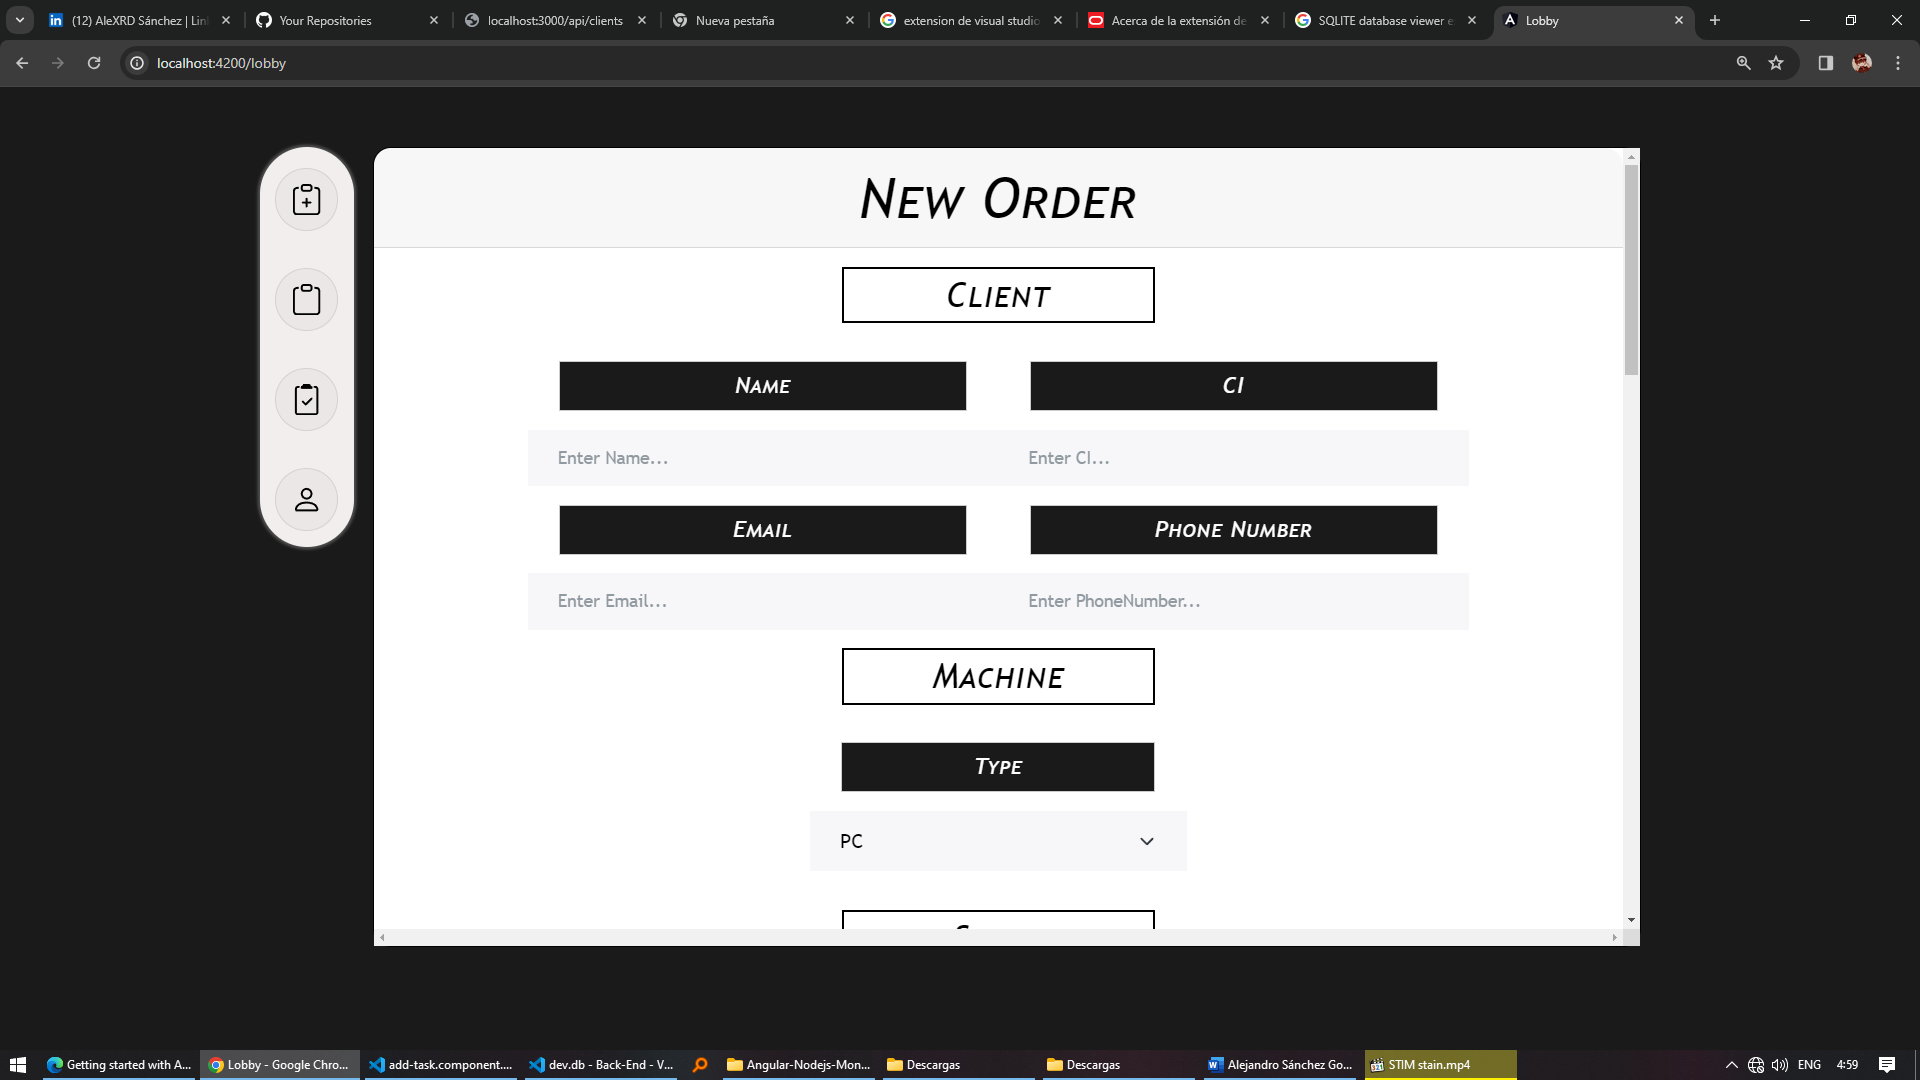 (12) AleXRD Sánchez | Lin
Your Repositories
localhost:3000/api/clients
Nueva pestaña
extension de visual studio
Acerca de la extensión de
SQLITE database viewer e
Lobby
localhost:4200/lobby
New Order
Client
Name
CI
Enter Name...
Enter CI...
Email
Phone Number
Enter Email...
Enter PhoneNumber...
Machine
Type
PC
Getting started with A...
Lobby - Google Chro...
add-task.component....
dev.db - Back-End - V...
Angular-Nodejs-Mon...
Descargas
Descargas
Alejandro Sánchez Go...
STIM stain.mp4
ENG
4:59